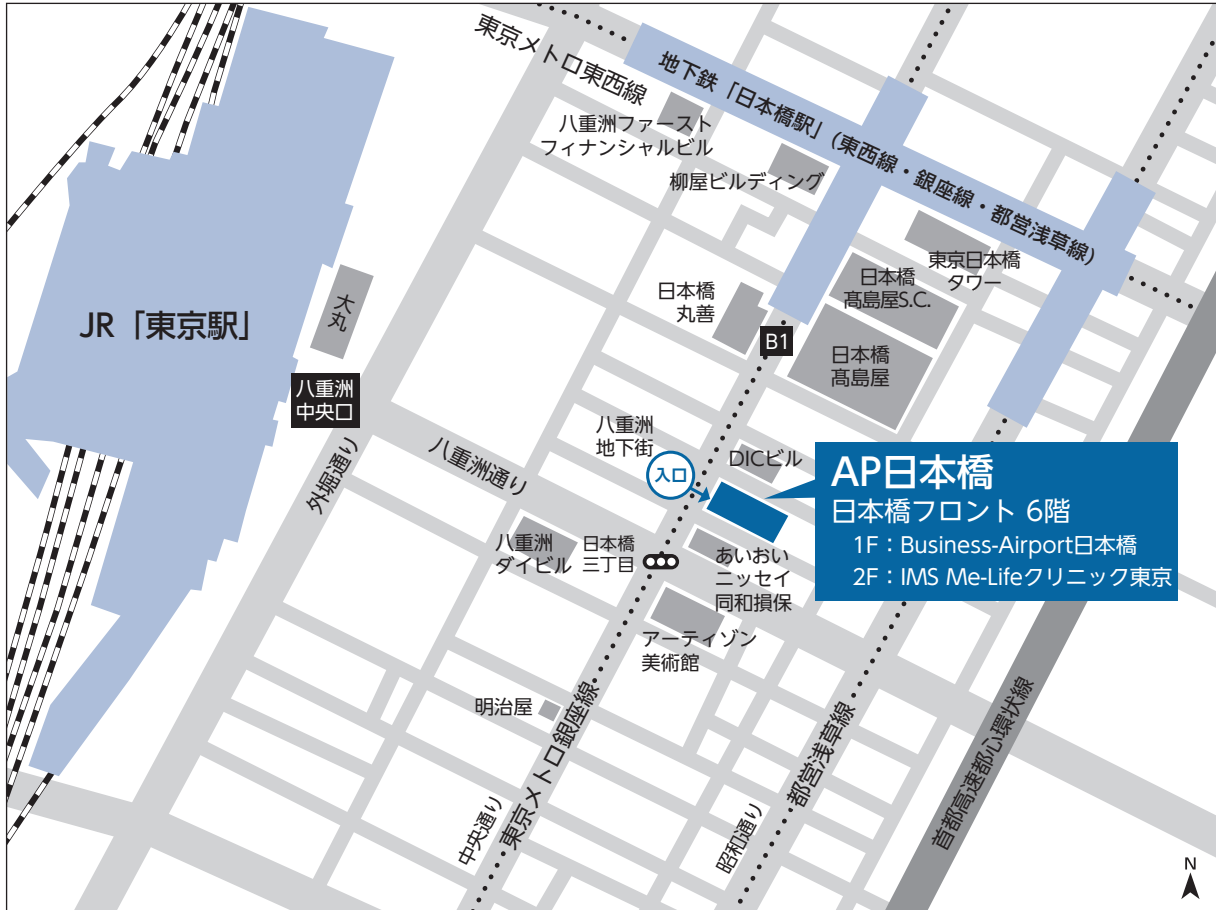 東京メトロ東西線
地下鉄「日本橋駅」(東西線・銀座線・都営浅草線)
八重洲ファースト
フィナンシャルビル
柳屋ビルディング
東京日本橋
タワー
日本橋
髙島屋S.C.
日本橋
丸善
大丸
JR「東京駅」
B1
日本橋
髙島屋
八重洲
中央口
八重洲
地下街
DICビル
AP日本橋
日本橋フロント 6階
1F：Business-Airport日本橋
2F：IMS Me-Lifeクリニック東京
入口
外堀通り
八重洲通り
八重洲
ダイビル
日本橋
三丁目
あいおい
ニッセイ
同和損保
アーティゾン
美術館
明治屋
東京メトロ銀座線
中央通り
都営浅草線
昭和通り
首都高速都心環状線
N